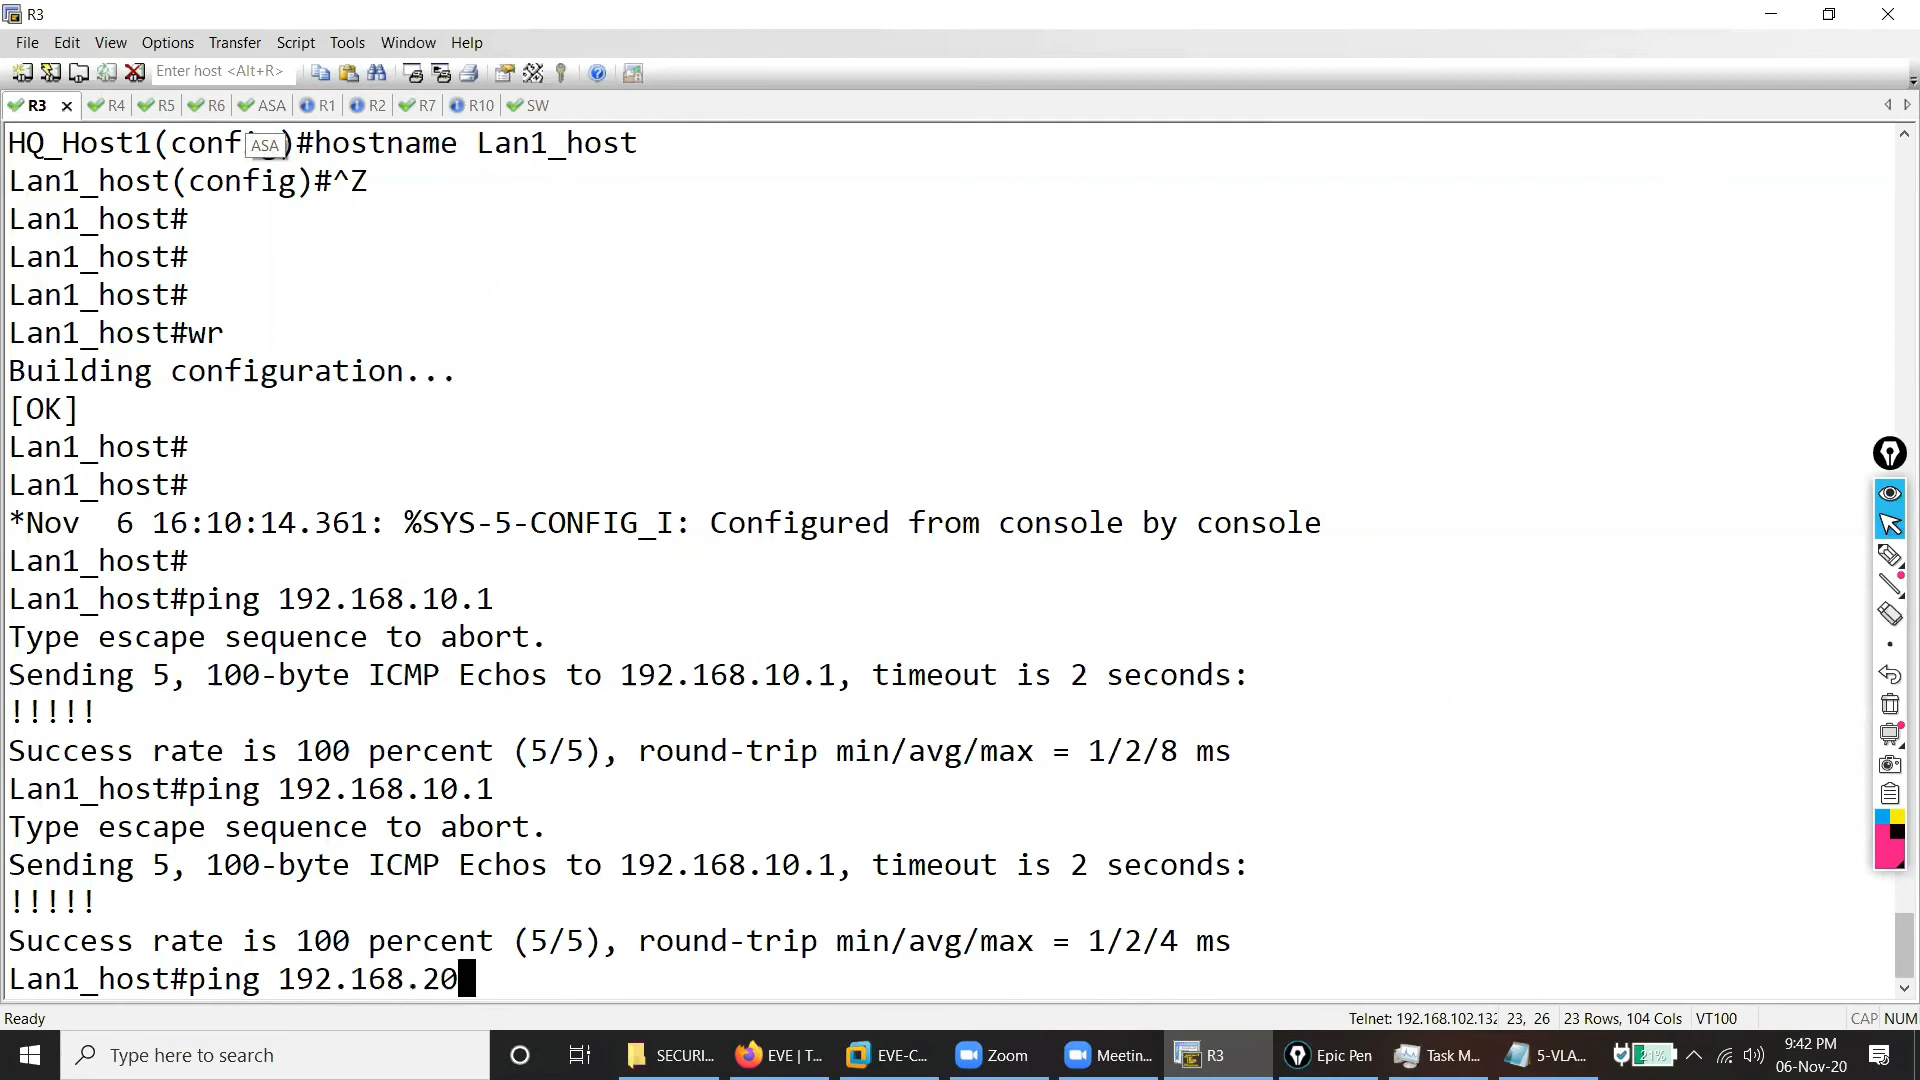 R3
File Edit View Options Transfer Script Tools Window Help
Enter host <Alt+R>
R3 R4 R5 R6 ASA R1 R2 R7 R10 SW
HQ_Host1(config)#hostname Lan1_host
ASA
Lan1_host(config)#^Z
Lan1_host#
Lan1_host#
Lan1_host#
Lan1_host#wr
Building configuration...
[OK]
Lan1_host#
Lan1_host#
*Nov  6 16:10:14.361: %SYS-5-CONFIG_I: Configured from console by console
Lan1_host#
Lan1_host#ping 192.168.10.1
Type escape sequence to abort.
Sending 5, 100-byte ICMP Echos to 192.168.10.1, timeout is 2 seconds:
!!!!!
Success rate is 100 percent (5/5), round-trip min/avg/max = 1/2/8 ms
Lan1_host#ping 192.168.10.1
Type escape sequence to abort.
Sending 5, 100-byte ICMP Echos to 192.168.10.1, timeout is 2 seconds:
!!!!!
Success rate is 100 percent (5/5), round-trip min/avg/max = 1/2/4 ms
Lan1_host#ping 192.168.20
Ready Telnet: 192.168.102.132 23, 26 23 Rows, 104 Cols VT100 CAP NUM
Type here to search SECURI... EVE | T... EVE-C... Zoom Meetin... R3 Epic Pen Task M... 5-VLA... 21% 9:42 PM
06-Nov-20